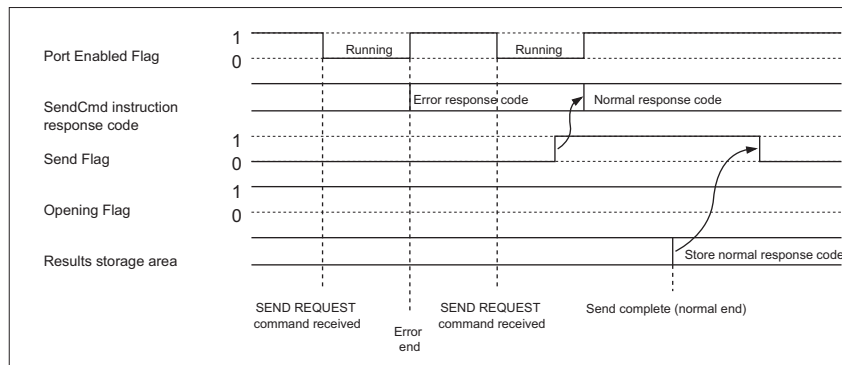 1
Port Enabled Flag
0
Running
Running
SendCmd instruction
response code
Error response code
Normal response code
1
Send Flag
0
1
Opening Flag
0
Results storage area
Store normal response code
SEND REQUEST
command received
Error
end
SEND REQUEST
command received
Send complete (normal end)